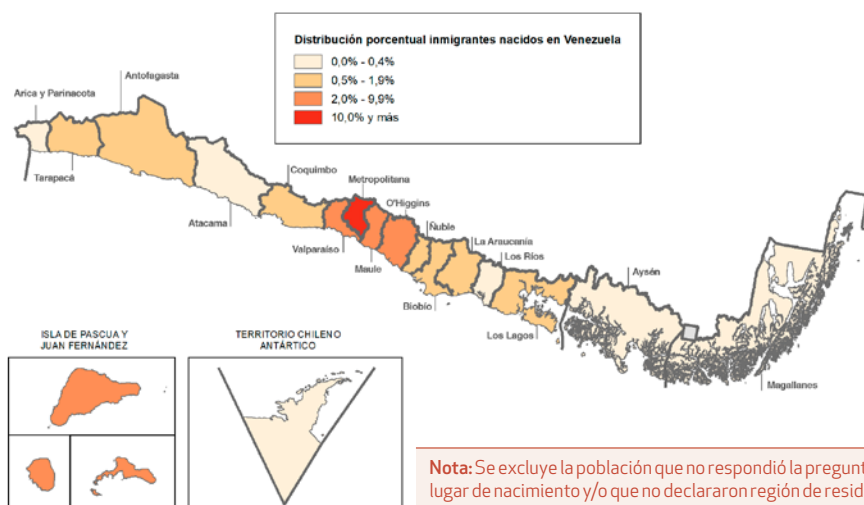 Distribución porcentual inmigrantes nacidos en Venezuela
0,0% - 0,4%
0,5% - 1,9%
2,0% - 9,9%
10,0% y más
Antofagasta
Arica y Parinacota
Tarapacá
Atacama
Coquimbo
Metropolitana
O'Higgins
Valparaíso
Maule
Ñuble
La Araucanía
Los Ríos
Biobío
Los Lagos
Aysén
Magallanes
ISLA DE PASCUA Y
JUAN FERNÁNDEZ
TERRITORIO CHILENO
ANTÁRTICO
Nota: Se excluye la población que no respondió la pregunt
lugar de nacimiento y/o que no declararon región de resid